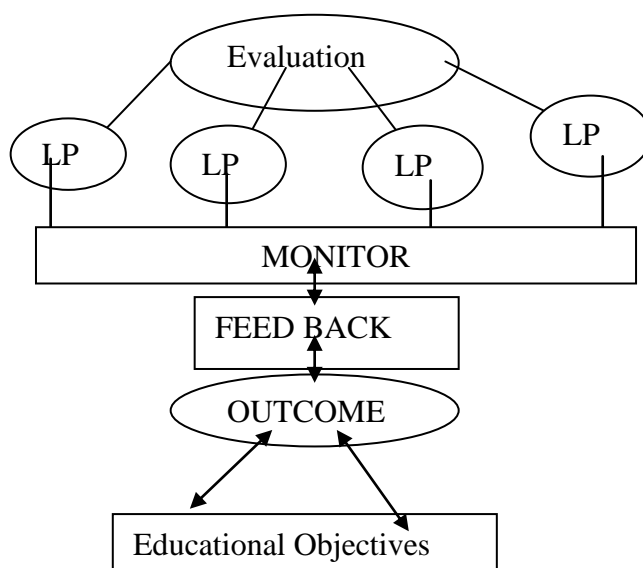 Evaluation
LP
LP
LP
LP
MONITOR
FEED BACK
OUTCOME
Educational Objectives